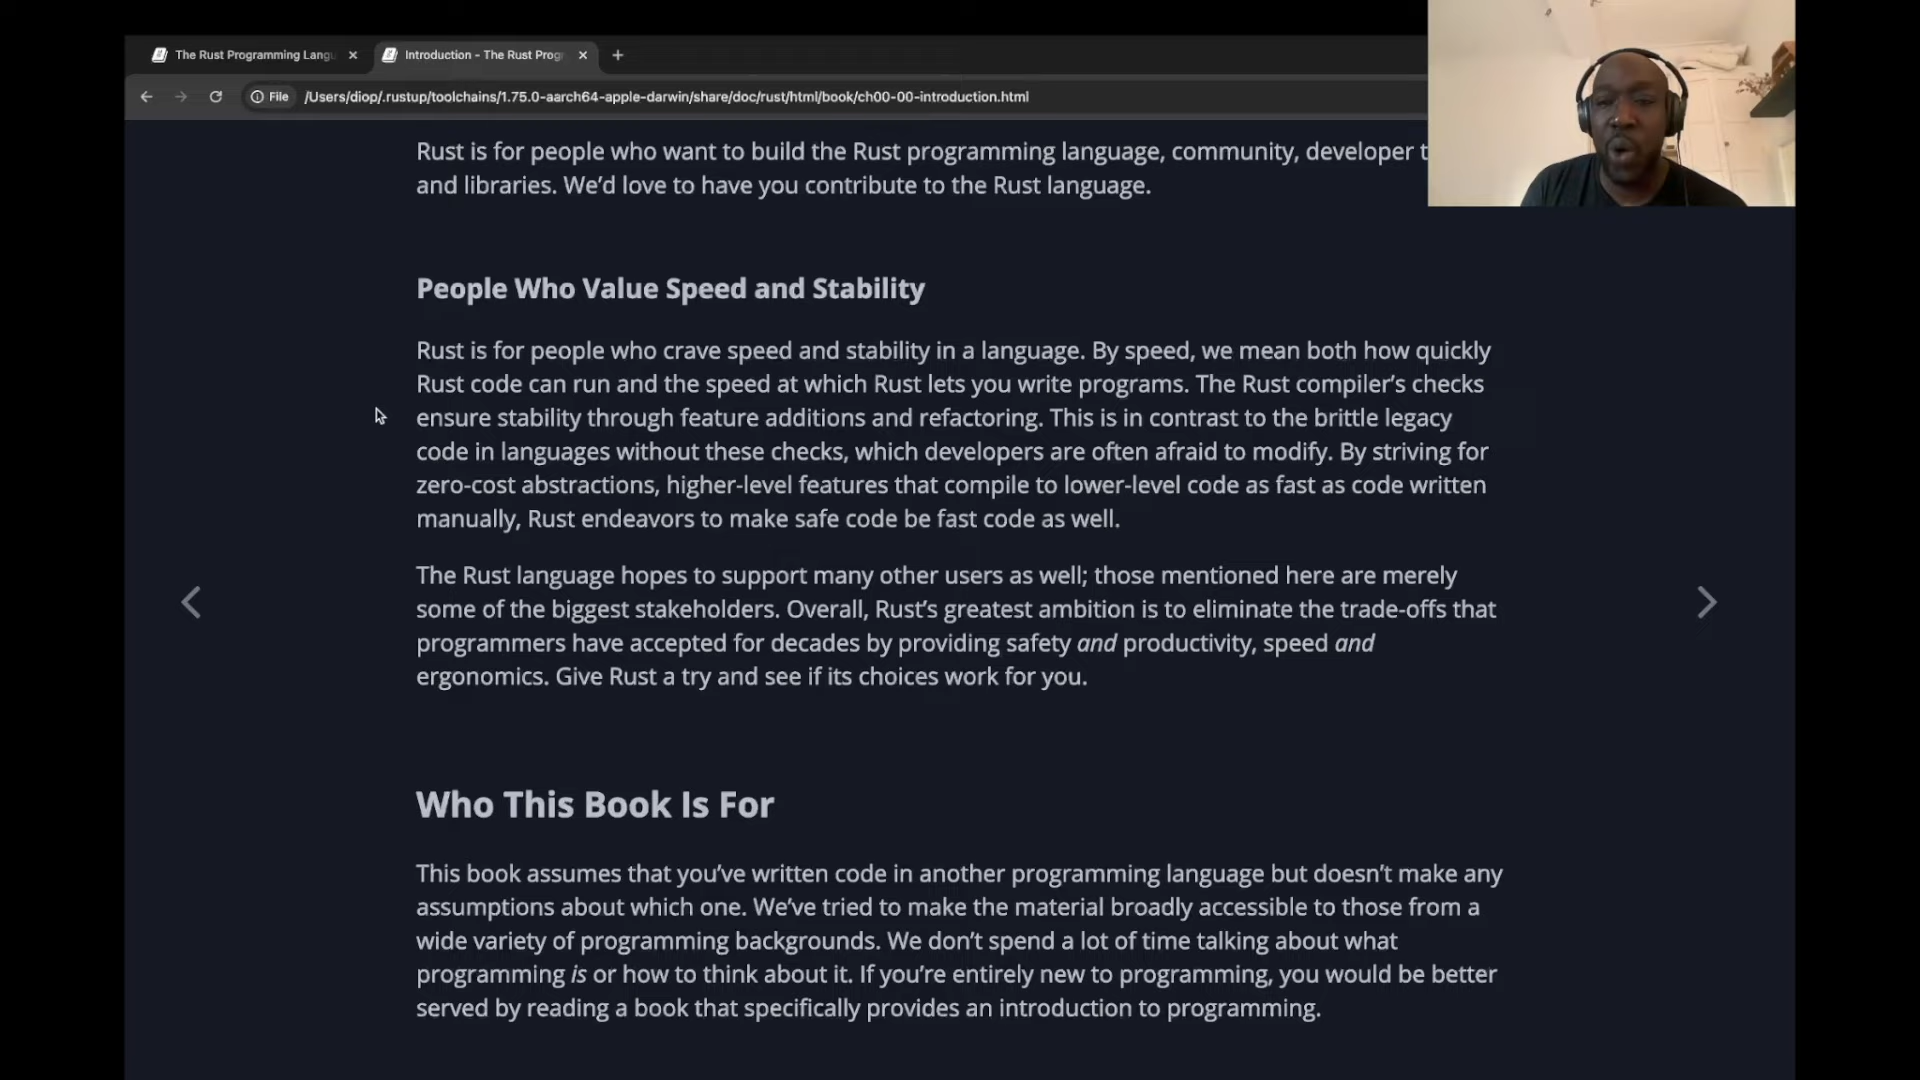 The Rust Programming Langu
Introduction - The Rust Prog
File
/Users/diop/.rustup/toolchains/1.75.0-aarch64-apple-darwin/share/doc/rust/html/book/ch00-00-introduction.html
Rust is for people who want to build the Rust programming language, community, developer t
and libraries. We’d love to have you contribute to the Rust language.
People Who Value Speed and Stability
Rust is for people who crave speed and stability in a language. By speed, we mean both how quickly
Rust code can run and the speed at which Rust lets you write programs. The Rust compiler’s checks
ensure stability through feature additions and refactoring. This is in contrast to the brittle legacy
code in languages without these checks, which developers are often afraid to modify. By striving for
zero-cost abstractions, higher-level features that compile to lower-level code as fast as code written
manually, Rust endeavors to make safe code be fast code as well.
The Rust language hopes to support many other users as well; those mentioned here are merely
some of the biggest stakeholders. Overall, Rust’s greatest ambition is to eliminate the trade-offs that
programmers have accepted for decades by providing safety and productivity, speed and
ergonomics. Give Rust a try and see if its choices work for you.
Who This Book Is For
This book assumes that you’ve written code in another programming language but doesn’t make any
assumptions about which one. We’ve tried to make the material broadly accessible to those from a
wide variety of programming backgrounds. We don’t spend a lot of time talking about what
programming is or how to think about it. If you’re entirely new to programming, you would be better
served by reading a book that specifically provides an introduction to programming.